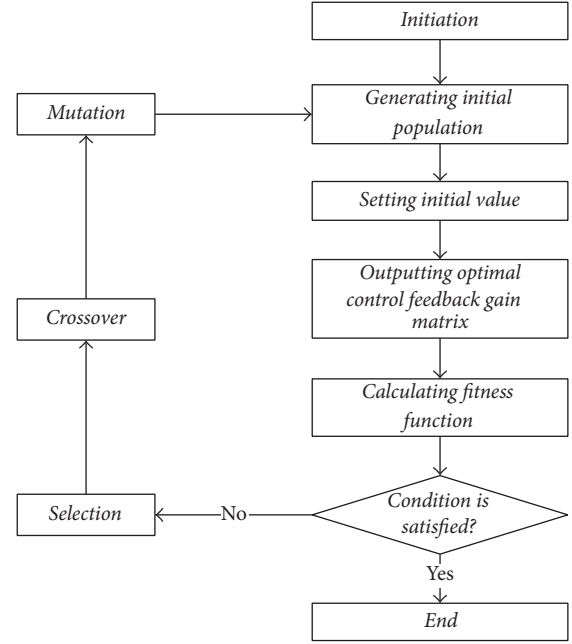 Initiation
Generating initial
population
Mutation
Setting initial value
Outputting optimal
control feedback gain
matrix
Crossover
Calculating fitness
function
Condition is
satisfied?
No
Selection
Yes
End